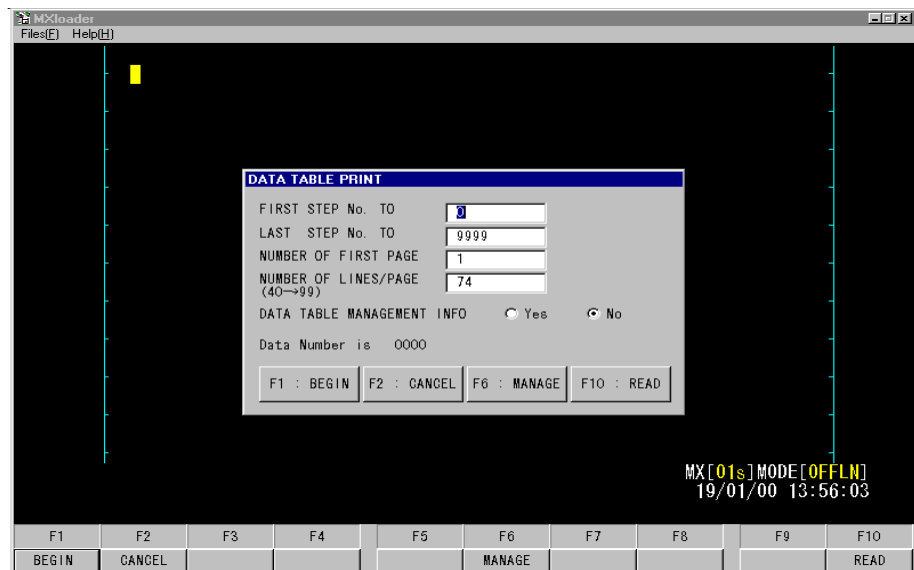 MXloader
Files(F) Help(H)
DATA TABLE PRINT
FIRST STEP No. TO 0
LAST STEP No. TO 9999
NUMBER OF FIRST PAGE 1
NUMBER OF LINES/PAGE 74
(40→99)
DATA TABLE MANAGEMENT INFO Yes No
Data Number is 0000
F1 : BEGIN F2 : CANCEL F6 : MANAGE F10 : READ
MX[01s]MODE[OFFLN]
19/01/00 13:56:03
F1 F2 F3 F4 F5 F6 F7 F8 F9 F10
BEGIN CANCEL MANAGE READ